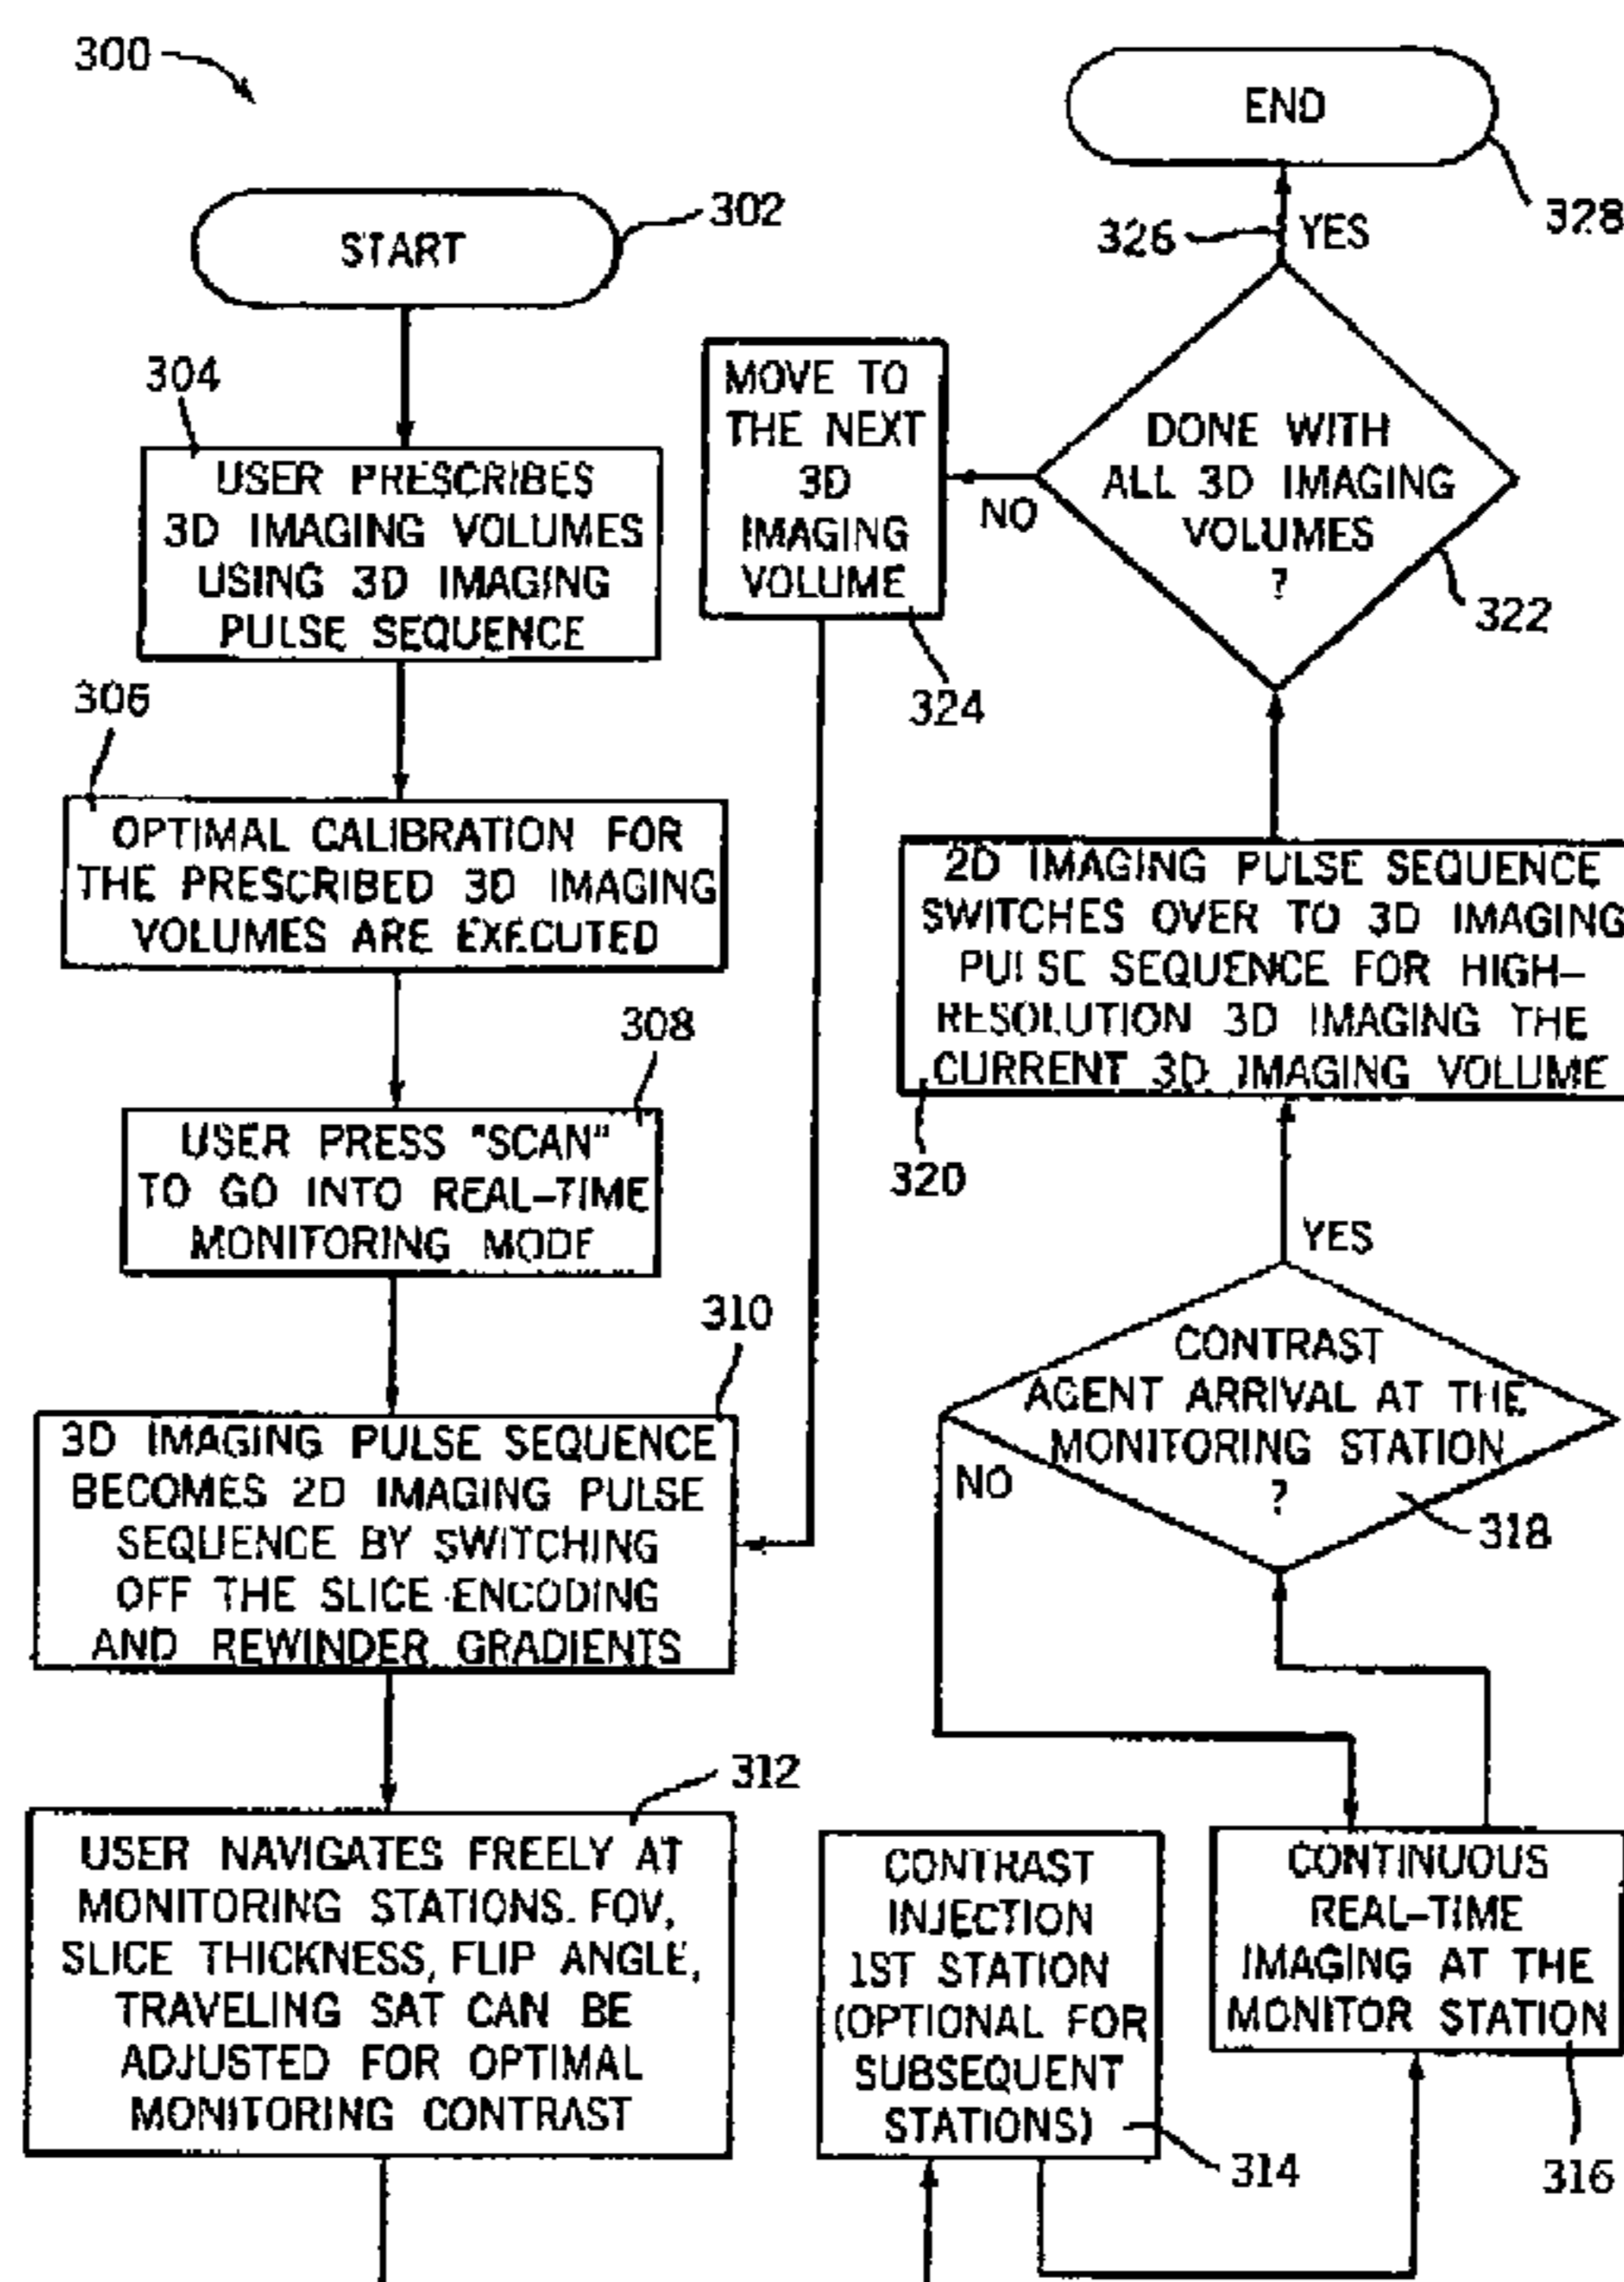 300
START
302
304
USER PRESCRIBES
3D IMAGING VOLUMES
USING 3D IMAGING
PULSE SEQUENCE
306
OPTIMAL CALIBRATION FOR
THE PRESCRIBED 3D IMAGING
VOLUMES ARE EXECUTED
308
USER PRESS "SCAN"
TO GO INTO REAL-TIME
MONITORING MODE
310
3D IMAGING PULSE SEQUENCE
BECOMES 2D IMAGING PULSE
SEQUENCE BY SWITCHING
OFF THE SLICE ENCODING
AND REWINDER GRADIENTS
312
USER NAVIGATES FREELY AT
MONITORING STATIONS. FOV,
SLICE THICKNESS, FLIP ANGLE,
TRAVELING SAT CAN BE
ADJUSTED FOR OPTIMAL
MONITORING CONTRAST
CONTRAST
INJECTION
1ST STATION
(OPTIONAL FOR
SUBSEQUENT
STATIONS)
314
CONTINUOUS
REAL-TIME
IMAGING AT THE
MONITOR STATION
316
CONTRAST
AGENT ARRIVAL AT THE
MONITORING STATION
?
318
NO
YES
2D IMAGING PULSE SEQUENCE
SWITCHES OVER TO 3D IMAGING
PULSE SEQUENCE FOR HIGH-
RESOLUTION 3D IMAGING THE
CURRENT 3D IMAGING VOLUME
320
DONE WITH
ALL 3D IMAGING
VOLUMES
?
322
NO
MOVE TO
THE NEXT
3D
IMAGING
VOLUME
324
326
YES
END
328